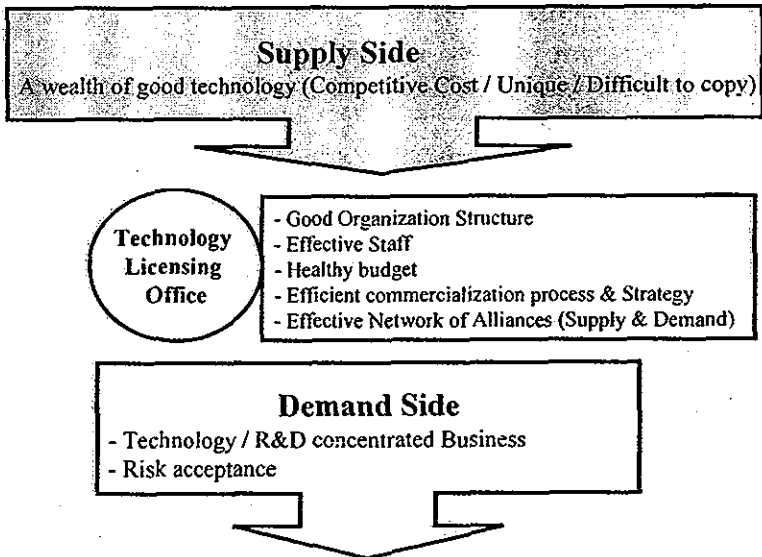 Supply Side
A wealth of good technology (Competitive Cost / Unique / Difficult to copy)
Technology
Licensing
Office
- Good Organization Structure
- Effective Staff
- Healthy budget
- Efficient commercialization process & Strategy
- Effective Network of Alliances (Supply & Demand)
Demand Side
- Technology / R&D concentrated Business
- Risk acceptance